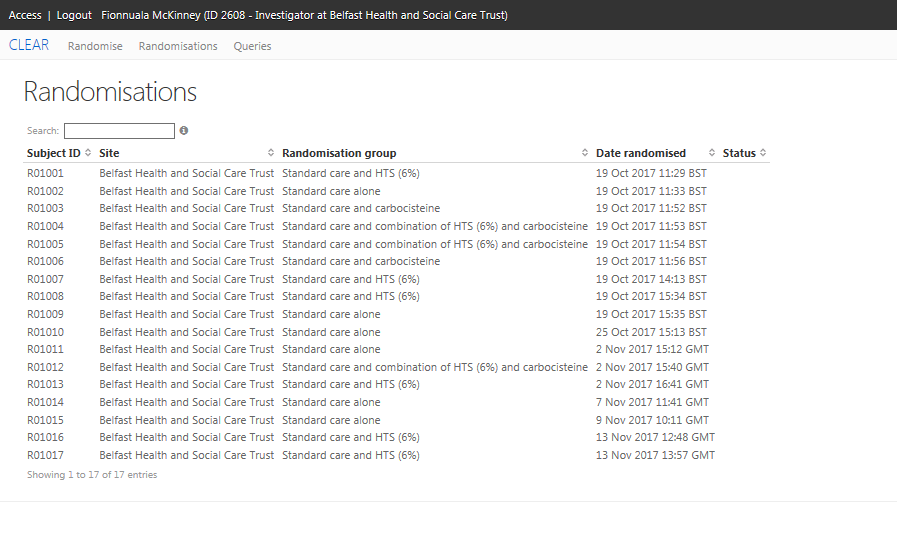 Access | Logout Fionnuala McKinney (ID 2608 - Investigator at Belfast Health and Social Care Trust)
CLEAR Randomise Randomisations Queries
Randomisations
Search:
Subject ID Site Randomisation group Date randomised Status
R01001 Belfast Health and Social Care Trust Standard care and HTS (6%) 19 Oct 2017 11:29 BST
R01002 Belfast Health and Social Care Trust Standard care alone 19 Oct 2017 11:33 BST
R01003 Belfast Health and Social Care Trust Standard care and carbocisteine 19 Oct 2017 11:52 BST
R01004 Belfast Health and Social Care Trust Standard care and combination of HTS (6%) and carbocisteine 19 Oct 2017 11:53 BST
R01005 Belfast Health and Social Care Trust Standard care and combination of HTS (6%) and carbocisteine 19 Oct 2017 11:54 BST
R01006 Belfast Health and Social Care Trust Standard care and carbocisteine 19 Oct 2017 11:56 BST
R01007 Belfast Health and Social Care Trust Standard care and HTS (6%) 19 Oct 2017 14:13 BST
R01008 Belfast Health and Social Care Trust Standard care and HTS (6%) 19 Oct 2017 15:34 BST
R01009 Belfast Health and Social Care Trust Standard care alone 19 Oct 2017 15:35 BST
R01010 Belfast Health and Social Care Trust Standard care alone 25 Oct 2017 15:13 BST
R01011 Belfast Health and Social Care Trust Standard care alone 2 Nov 2017 15:12 GMT
R01012 Belfast Health and Social Care Trust Standard care and combination of HTS (6%) and carbocisteine 2 Nov 2017 15:40 GMT
R01013 Belfast Health and Social Care Trust Standard care and HTS (6%) 2 Nov 2017 16:41 GMT
R01014 Belfast Health and Social Care Trust Standard care alone 7 Nov 2017 11:41 GMT
R01015 Belfast Health and Social Care Trust Standard care alone 9 Nov 2017 10:11 GMT
R01016 Belfast Health and Social Care Trust Standard care and HTS (6%) 13 Nov 2017 12:48 GMT
R01017 Belfast Health and Social Care Trust Standard care and HTS (6%) 13 Nov 2017 13:57 GMT
Showing 1 to 17 of 17 entries